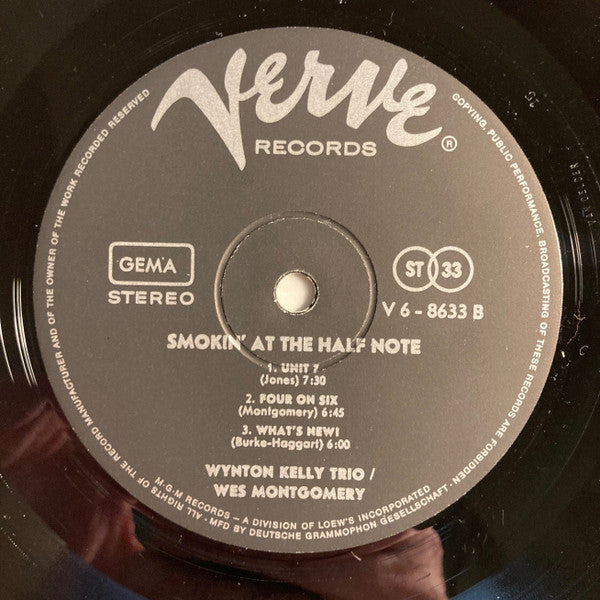 Verve
RECORDS
®
GEMA
STEREO
ST 33
V 6 - 8633 B
SMOKIN' AT THE HALF NOTE
1. UNIT 7
(Jones) 7:30
2. FOUR ON SIX
(Montgomery) 6:45
3. WHAT'S NEW!
(Burke-Haggart) 6:00
WYNTON KELLY TRIO /
WES MONTGOMERY
M-G-M RECORDS – A DIVISION OF LOEW'S INCORPORATED
ALL RIGHTS OF THE RECORD MANUFACTURER AND OF THE OWNER OF THE WORK RECORDED RESERVED
COPYING, PUBLIC PERFORMANCE, BROADCASTING OF THESE RECORDS ARE FORBIDDEN
· MFD BY DEUTSCHE GRAMMOPHON GESELLSCHAFT ·